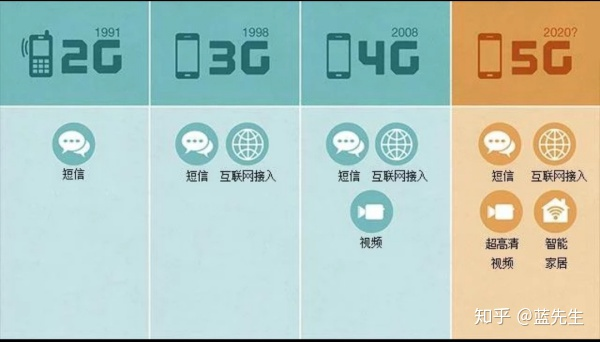 1991
2G
1998
3G
2008
4G
2020?
5G
短信
短信 互联网接入
短信 互联网接入
视频
短信 互联网接入
超高清
视频
智能
家居
知乎 @蓝先生